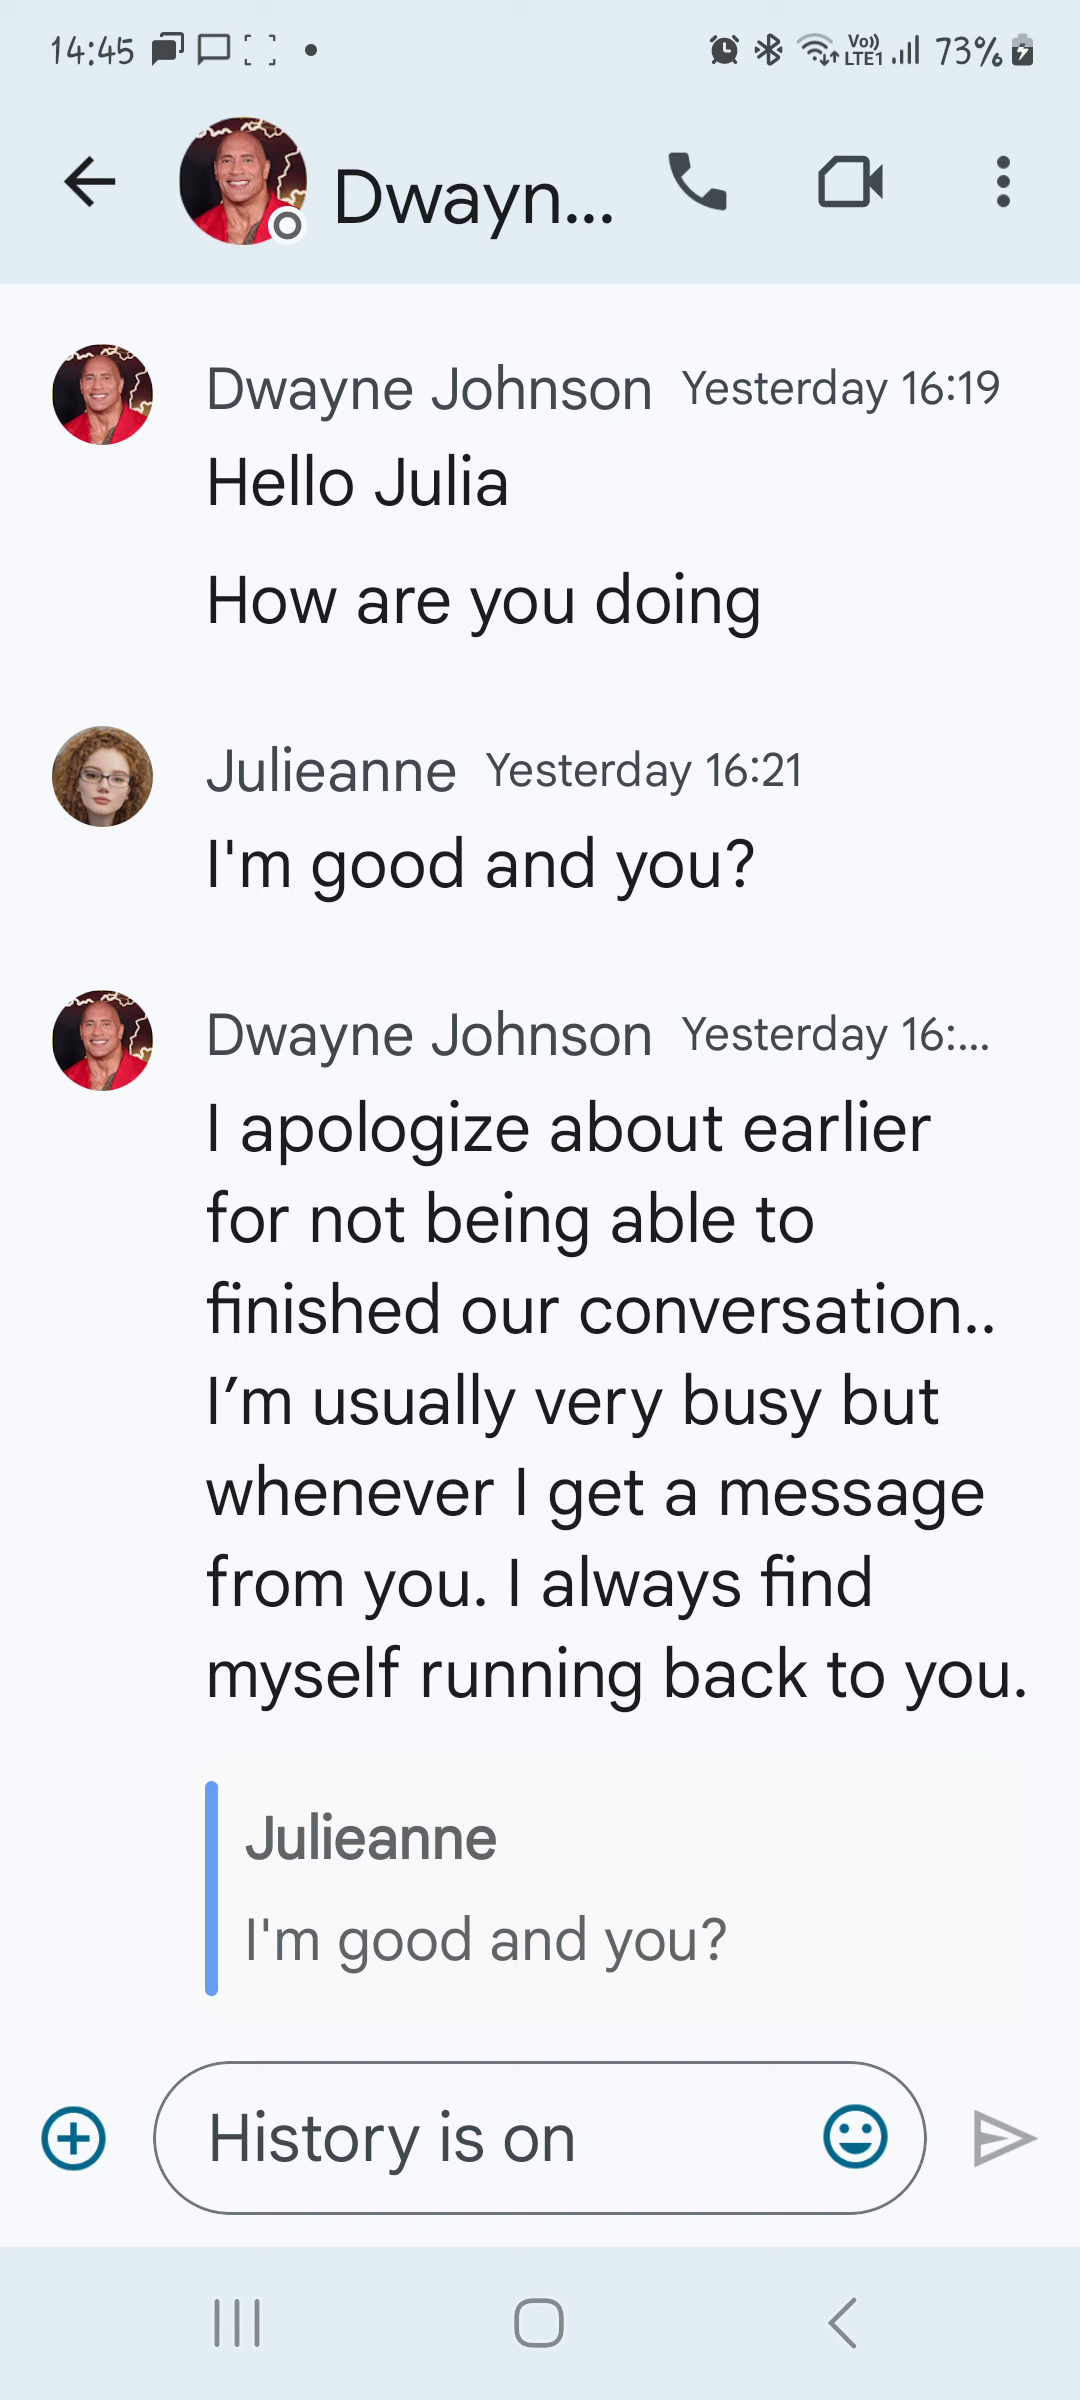 14:45
Vo)) LTE1 73%
Dwayn...
Dwayne Johnson Yesterday 16:19
Hello Julia
How are you doing
Julieanne Yesterday 16:21
I'm good and you?
Dwayne Johnson Yesterday 16:...
I apologize about earlier
for not being able to
finished our conversation..
I’m usually very busy but
whenever I get a message
from you. I always find
myself running back to you.
Julieanne
I'm good and you?
History is on